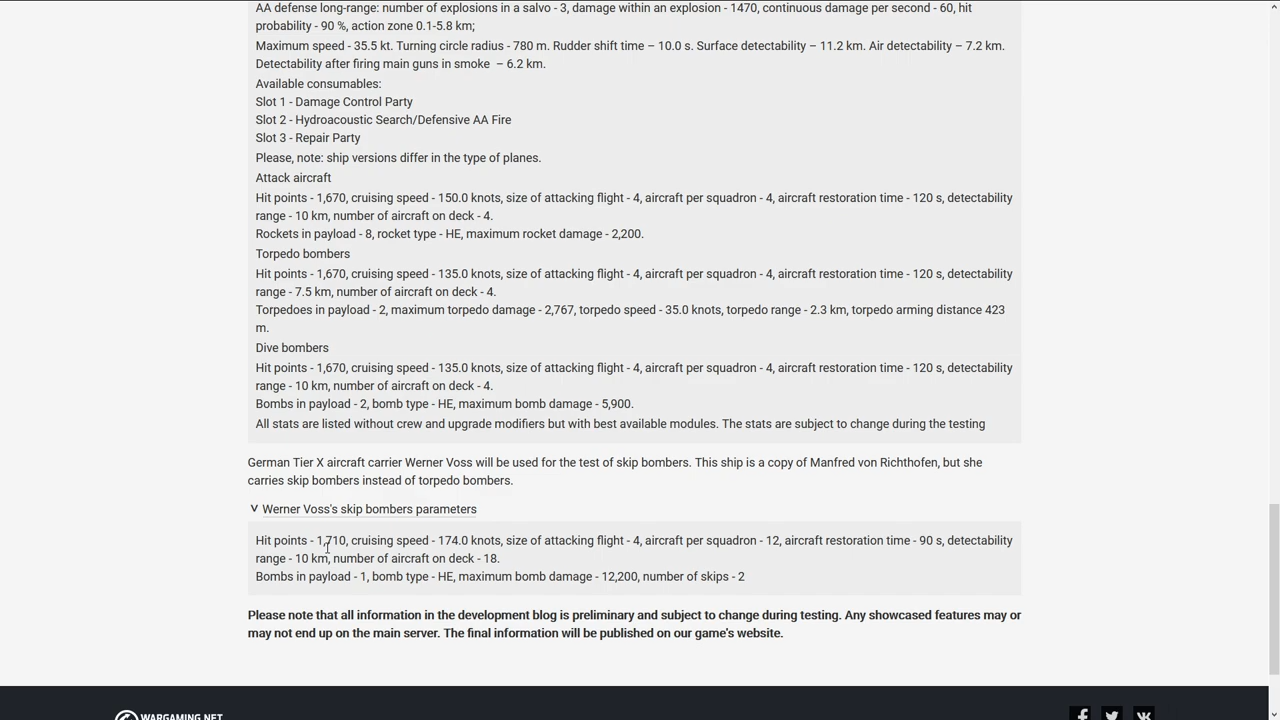 AA defense long-range: number of explosions in a salvo - 3, damage within an explosion - 1470, continuous damage per second - 60, hit
probability - 90 %, action zone 0.1-5.8 km;
Maximum speed - 35.5 kt. Turning circle radius - 780 m. Rudder shift time – 10.0 s. Surface detectability – 11.2 km. Air detectability – 7.2 km.
Detectability after firing main guns in smoke – 6.2 km.
Available consumables:
Slot 1 - Damage Control Party
Slot 2 - Hydroacoustic Search/Defensive AA Fire
Slot 3 - Repair Party
Please, note: ship versions differ in the type of planes.
Attack aircraft
Hit points - 1,670, cruising speed - 150.0 knots, size of attacking flight - 4, aircraft per squadron - 4, aircraft restoration time - 120 s, detectability
range - 10 km, number of aircraft on deck - 4.
Rockets in payload - 8, rocket type - HE, maximum rocket damage - 2,200.
Torpedo bombers
Hit points - 1,670, cruising speed - 135.0 knots, size of attacking flight - 4, aircraft per squadron - 4, aircraft restoration time - 120 s, detectability
range - 7.5 km, number of aircraft on deck - 4.
Torpedoes in payload - 2, maximum torpedo damage - 2,767, torpedo speed - 35.0 knots, torpedo range - 2.3 km, torpedo arming distance 423
m.
Dive bombers
Hit points - 1,670, cruising speed - 135.0 knots, size of attacking flight - 4, aircraft per squadron - 4, aircraft restoration time - 120 s, detectability
range - 10 km, number of aircraft on deck - 4.
Bombs in payload - 2, bomb type - HE, maximum bomb damage - 5,900.
All stats are listed without crew and upgrade modifiers but with best available modules. The stats are subject to change during the testing
German Tier X aircraft carrier Werner Voss will be used for the test of skip bombers. This ship is a copy of Manfred von Richthofen, but she
carries skip bombers instead of torpedo bombers.
Werner Voss's skip bombers parameters
Hit points - 1,710, cruising speed - 174.0 knots, size of attacking flight - 4, aircraft per squadron - 12, aircraft restoration time - 90 s, detectability
range - 10 km, number of aircraft on deck - 18.
Bombs in payload - 1, bomb type - HE, maximum bomb damage - 12,200, number of skips - 2
Please note that all information in the development blog is preliminary and subject to change during testing. Any showcased features may or
may not end up on the main server. The final information will be published on our game's website.
WARGAMING.NET